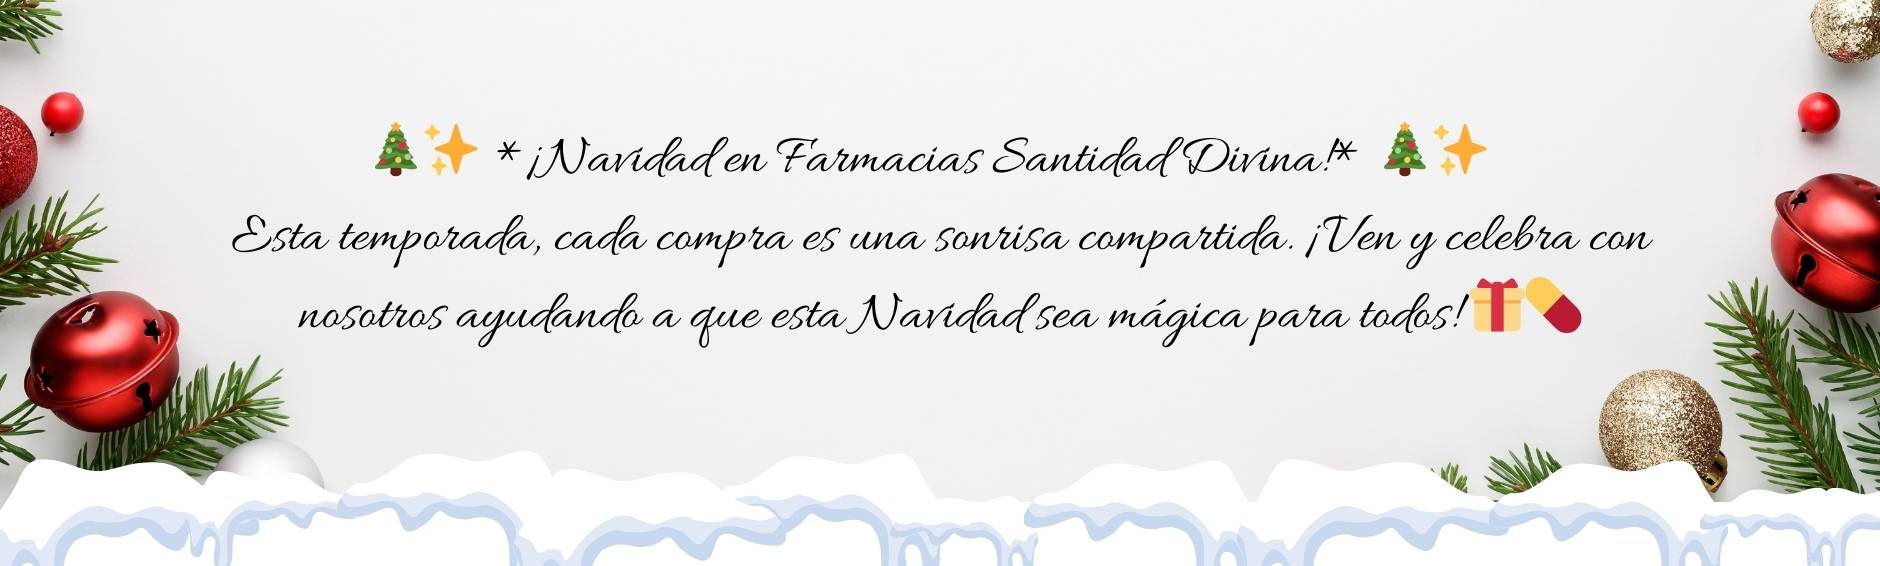 🎄✨ *¡Navidad en Farmacias Santidad Divina!* 🎄✨
Esta temporada, cada compra es una sonrisa compartida. ¡Ven y celebra con
nosotros ayudando a que esta Navidad sea mágica para todos!🎁💊